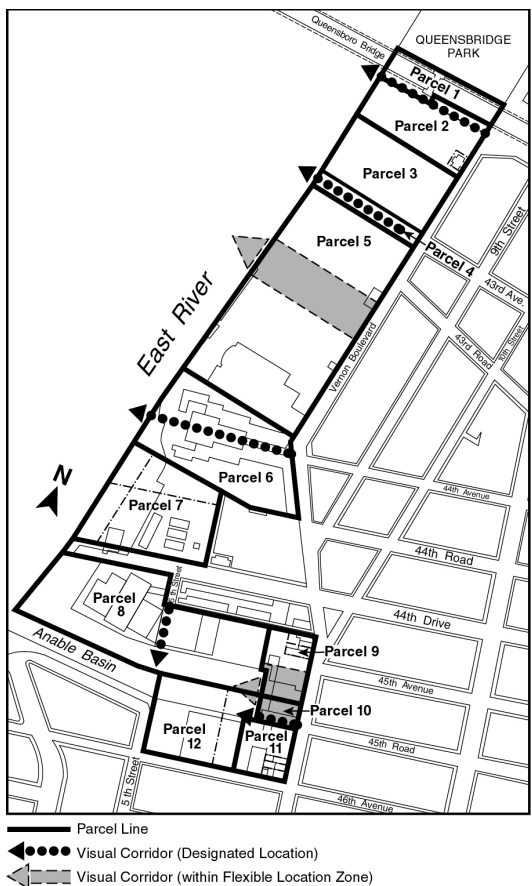 Queensboro Bridge
QUEENSBRIDGE
PARK
Parcel 1
Parcel 2
Parcel 3
9th Street
Parcel 5
Parcel 4
43rd Ave.
East River
10th Street
43rd Road
Vernon Boulevard
Parcel 6
N
44th Avenue
Parcel 7
44th Road
5th Street
Parcel
8
44th Drive
Anable Basin
Parcel 9
45th Avenue
Parcel 10
Parcel
12
Parcel
11
45th Road
5th Street
46th Avenue
Parcel Line
Visual Corridor (Designated Location)
Visual Corridor (within Flexible Location Zone)